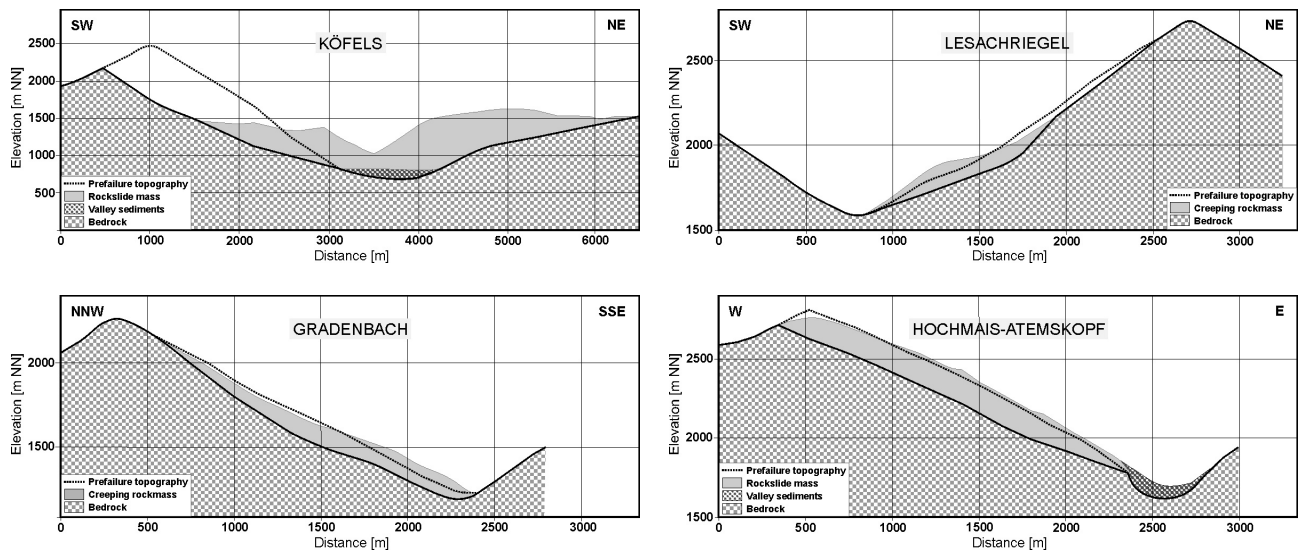 SW
NE
KÖFELS
Elevation [m NN]
2500
2000
1500
1000
500
Prefailure topography
Rockslide mass
Valley sediments
Bedrock
0 1000 2000 3000 4000 5000 6000
Distance [m]
SW
NE
LESACHRIEGEL
Elevation [m NN]
2500
2000
1500
Prefailure topography
Creeping rockmass
Bedrock
0 500 1000 1500 2000 2500 3000
Distance [m]
NNW
SSE
GRADENBACH
Elevation [m NN]
2000
1500
Prefailure topography
Creeping rockmass
Bedrock
0 500 1000 1500 2000 2500 3000
Distance [m]
W
E
HOCHMAIS-ATEMSKOPF
Elevation [m NN]
2500
2000
1500
Prefailure topography
Rockslide mass
Valley sediments
Bedrock
0 500 1000 1500 2000 2500 3000
Distance [m]